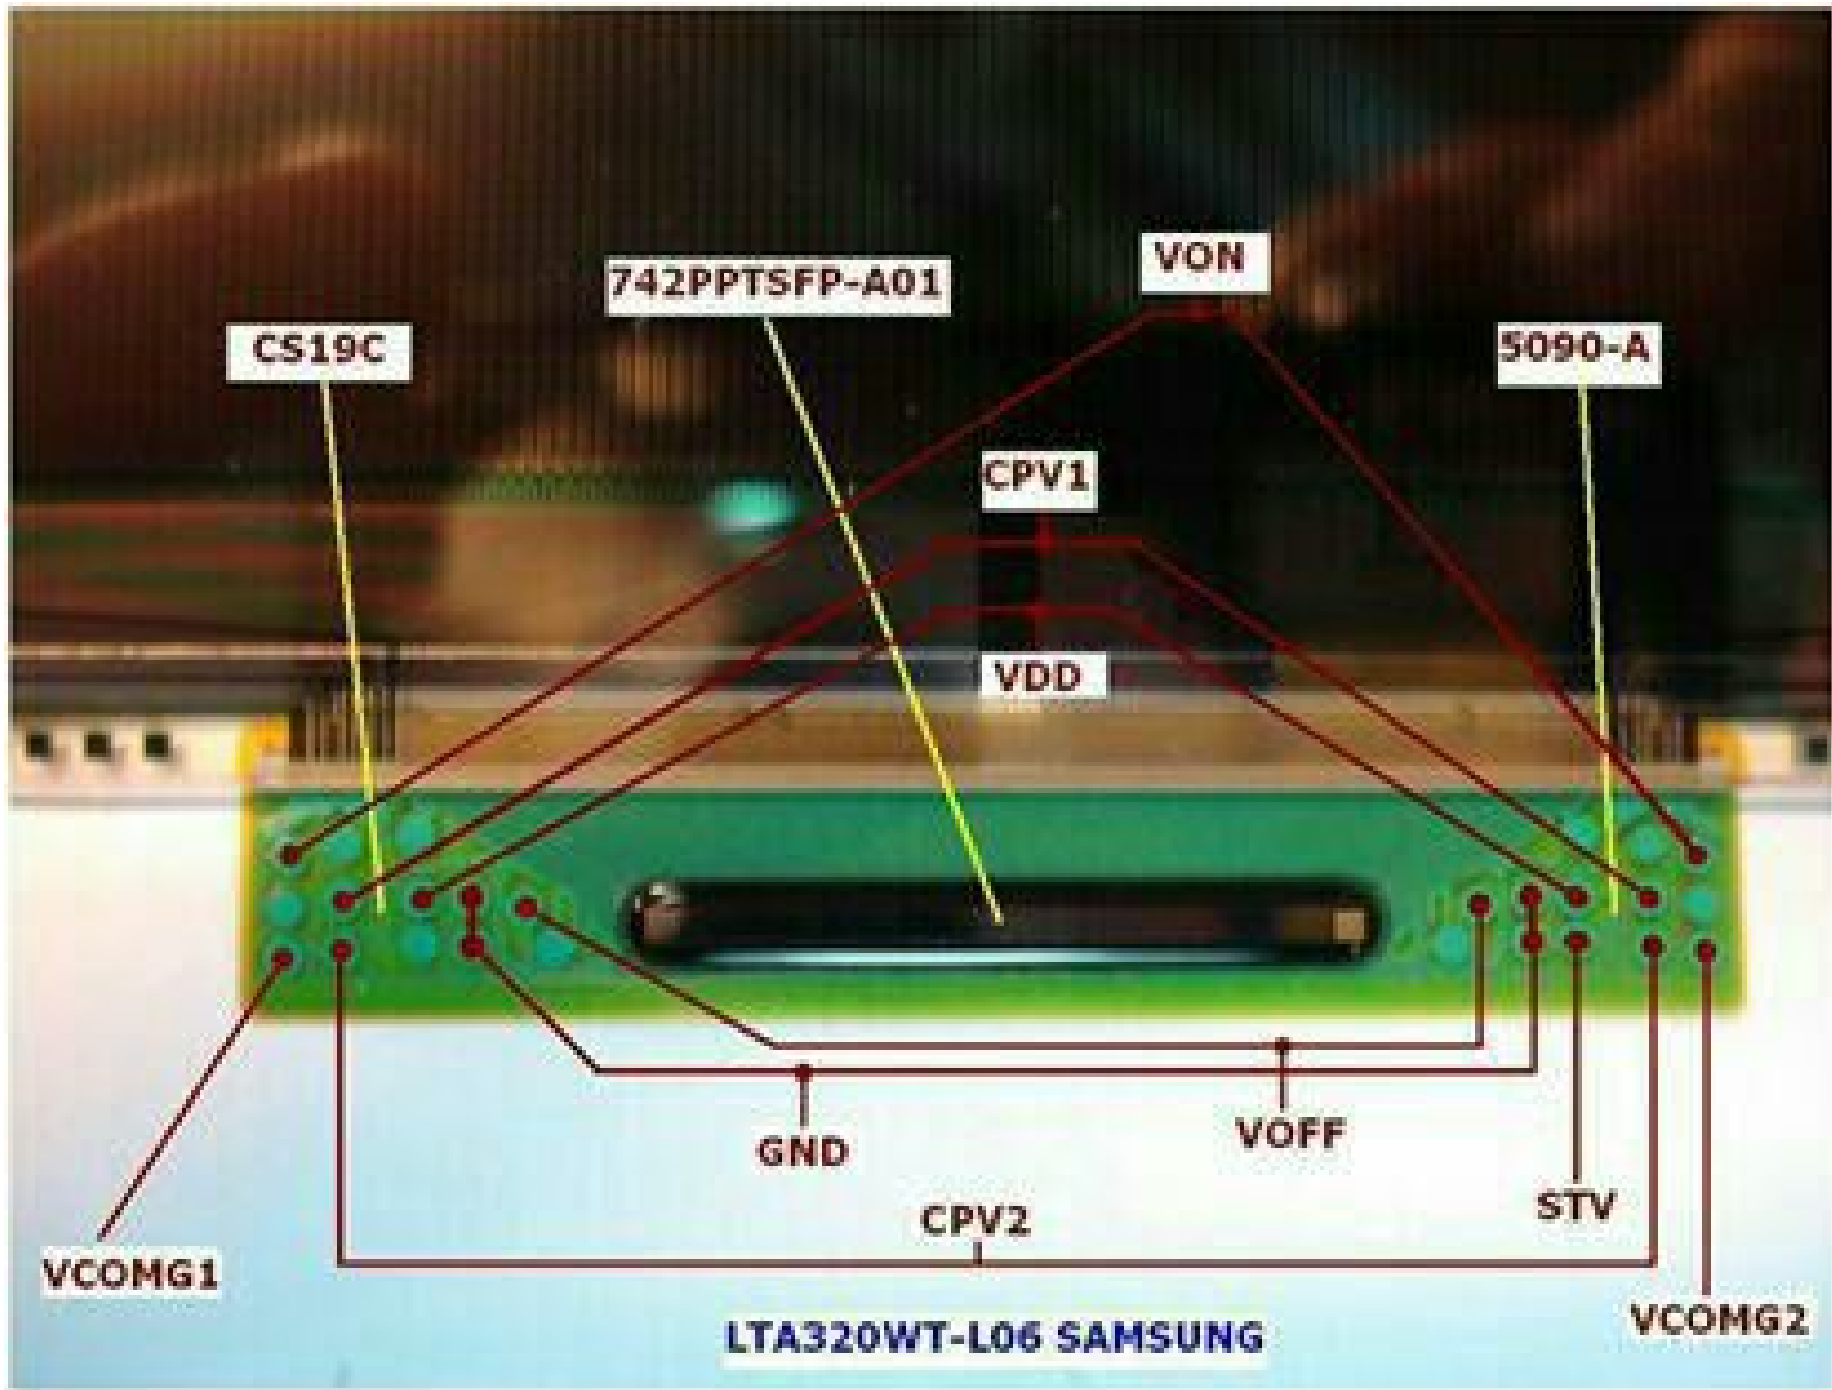 VON
742PPTSFP-A01
CS19C
5090-A
CPV1
VDD
GND
VOFF
STV
CPV2
VCOMG1
VCOMG2
LTA320WT-L06 SAMSUNG